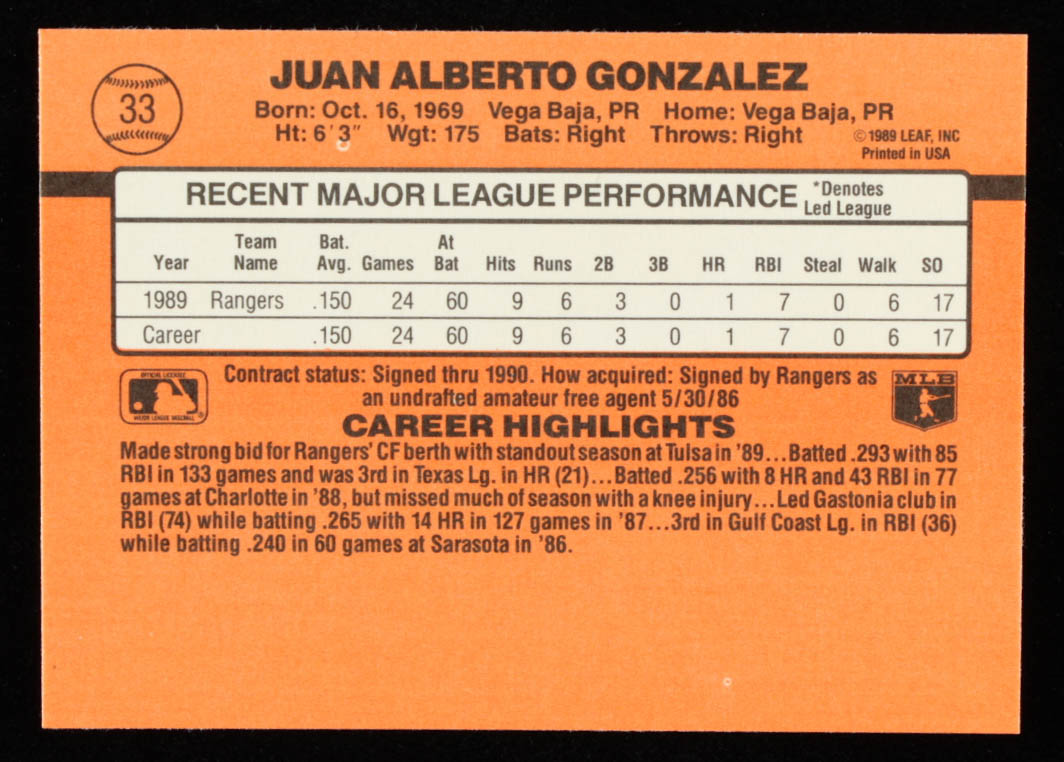 33
JUAN ALBERTO GONZALEZ
Born: Oct. 16, 1969 Vega Baja, PR Home: Vega Baja, PR
Ht: 6' 3" Wgt: 175 Bats: Right Throws: Right
©1989 LEAF, INC
Printed in USA
RECENT MAJOR LEAGUE PERFORMANCE
*Denotes
Led League
Year Team Name Bat. Avg. Games At Bat Hits Runs 2B 3B HR RBI Steal Walk SO
1989 Rangers .150 24 60 9 6 3 0 1 7 0 6 17
Career .150 24 60 9 6 3 0 1 7 0 6 17
OFFICIAL LICENSEE
MAJOR LEAGUE BASEBALL
®
Contract status: Signed thru 1990. How acquired: Signed by Rangers as
an undrafted amateur free agent 5/30/86
MLB
CAREER HIGHLIGHTS
Made strong bid for Rangers' CF berth with standout season at Tulsa in '89...Batted .293 with 85
RBI in 133 games and was 3rd in Texas Lg. in HR (21)...Batted .256 with 8 HR and 43 RBI in 77
games at Charlotte in '88, but missed much of season with a knee injury...Led Gastonia club in
RBI (74) while batting .265 with 14 HR in 127 games in '87...3rd in Gulf Coast Lg. in RBI (36)
while batting .240 in 60 games at Sarasota in '86.